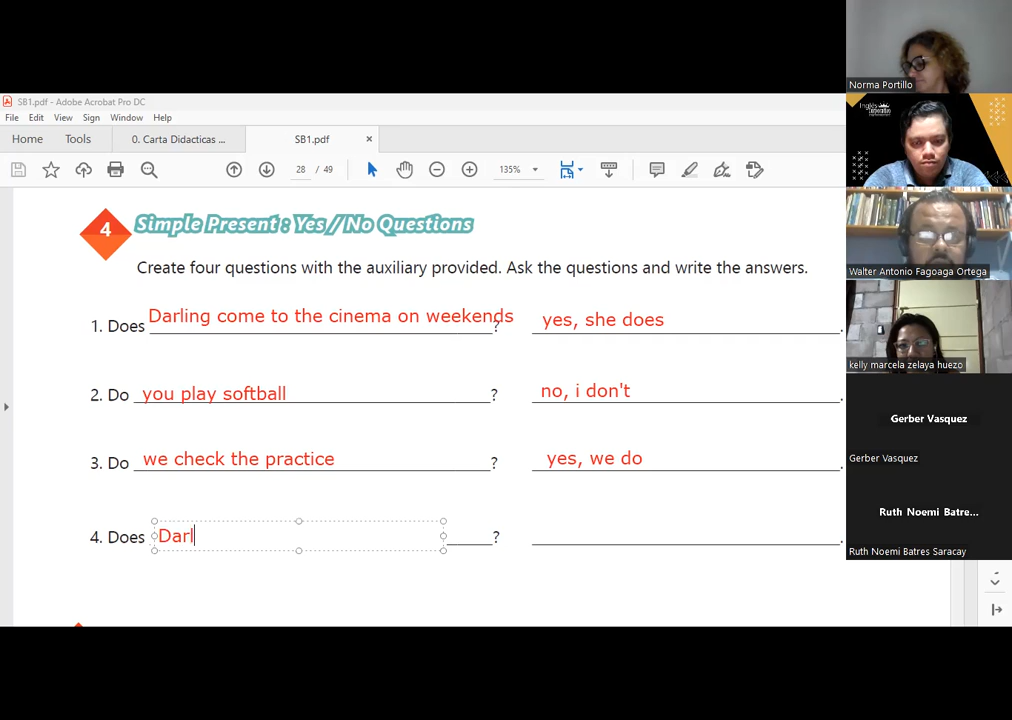 Norma Portillo
SB1.pdf - Adobe Acrobat Pro DC
File Edit View Sign Window Help
Home Tools 0. Carta Didacticas ... SB1.pdf ×
28 / 49 135%
4 Simple Present : Yes / No Questions
Create four questions with the auxiliary provided. Ask the questions and write the answers.
1. Does Darling come to the cinema on weekends ? yes, she does .
2. Do you play softball ? no, i don't .
3. Do we check the practice ? yes, we do .
4. Does Darl ? .
Inglés
Walter Antonio Fagoaga Ortega
kelly marcela zelaya huezo
Gerber Vasquez
Gerber Vasquez
Ruth Noemi Batre...
Ruth Noemi Batres Saracay